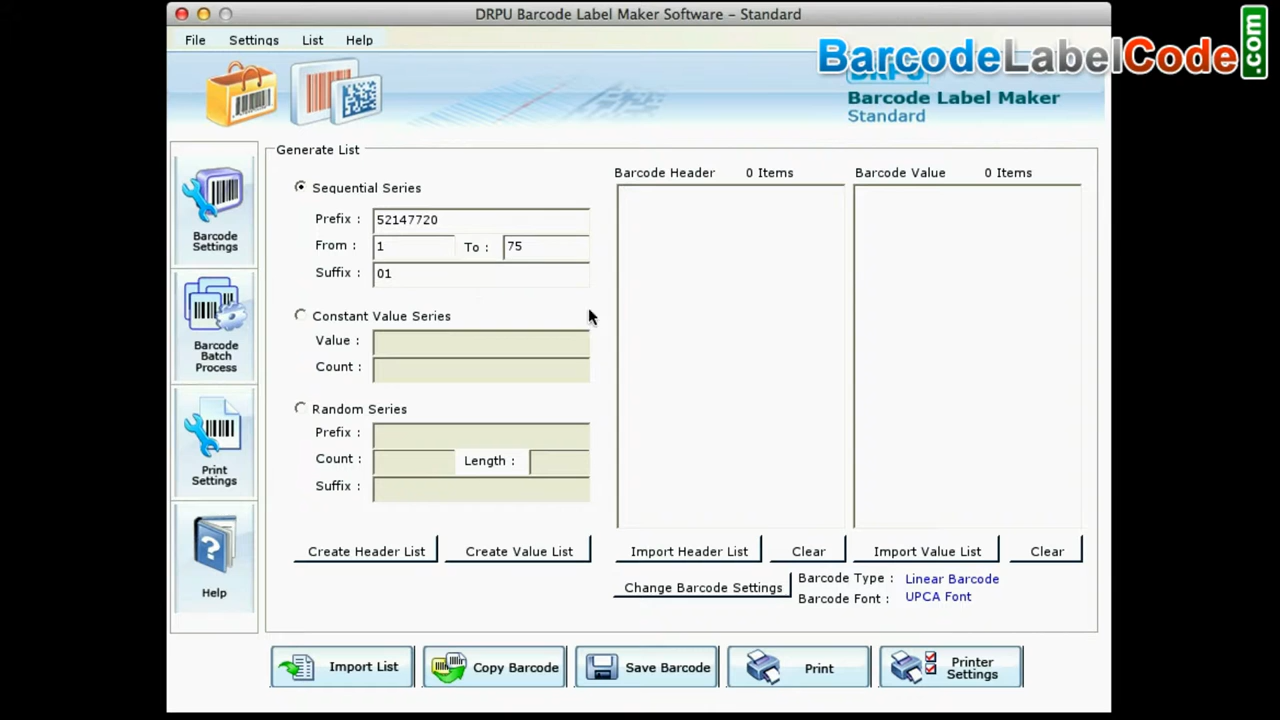 DRPU Barcode Label Maker Software – Standard
File Settings List Help
BarcodeLabelCode.com
Barcode Label Maker
Standard
Generate List
Barcode Header 0 Items Barcode Value 0 Items
Sequential Series
Prefix : 52147720
From : 1 To : 75
Suffix : 01
Constant Value Series
Value :
Count :
Random Series
Prefix :
Count : Length :
Suffix :
Create Header List Create Value List Import Header List Clear Import Value List Clear
Change Barcode Settings Barcode Type : Linear Barcode
Barcode Font : UPCA Font
Barcode
Settings
Barcode
Batch
Process
Print
Settings
Help
Import List Copy Barcode Save Barcode Print Printer
Settings